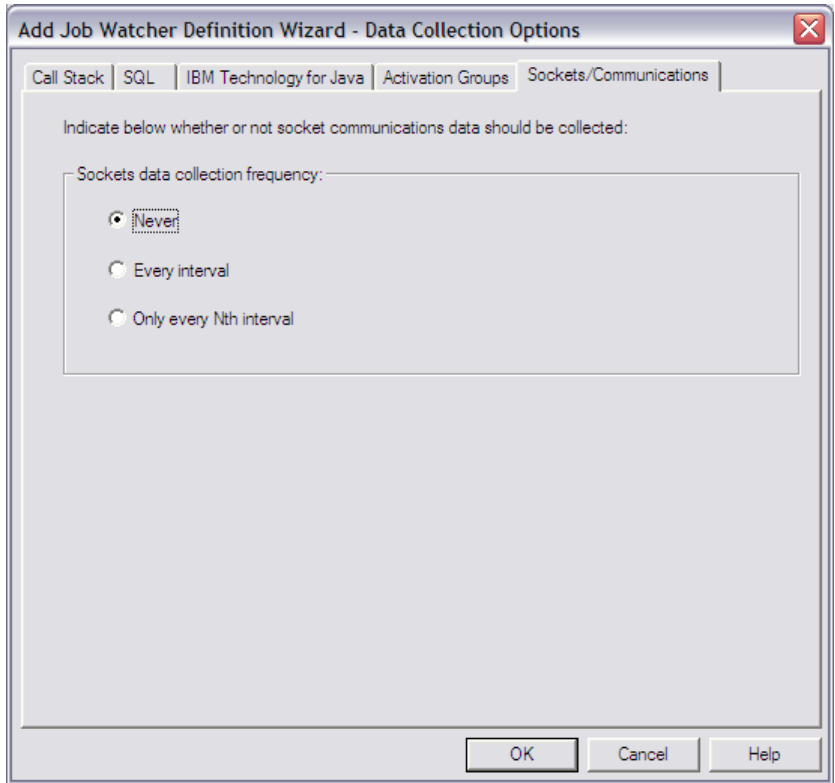 Add Job Watcher Definition Wizard - Data Collection Options
Call Stack SQL IBM Technology for Java Activation Groups Sockets/Communications
Indicate below whether or not socket communications data should be collected:
Sockets data collection frequency:
Never
Every interval
Only every Nth interval
OK Cancel Help